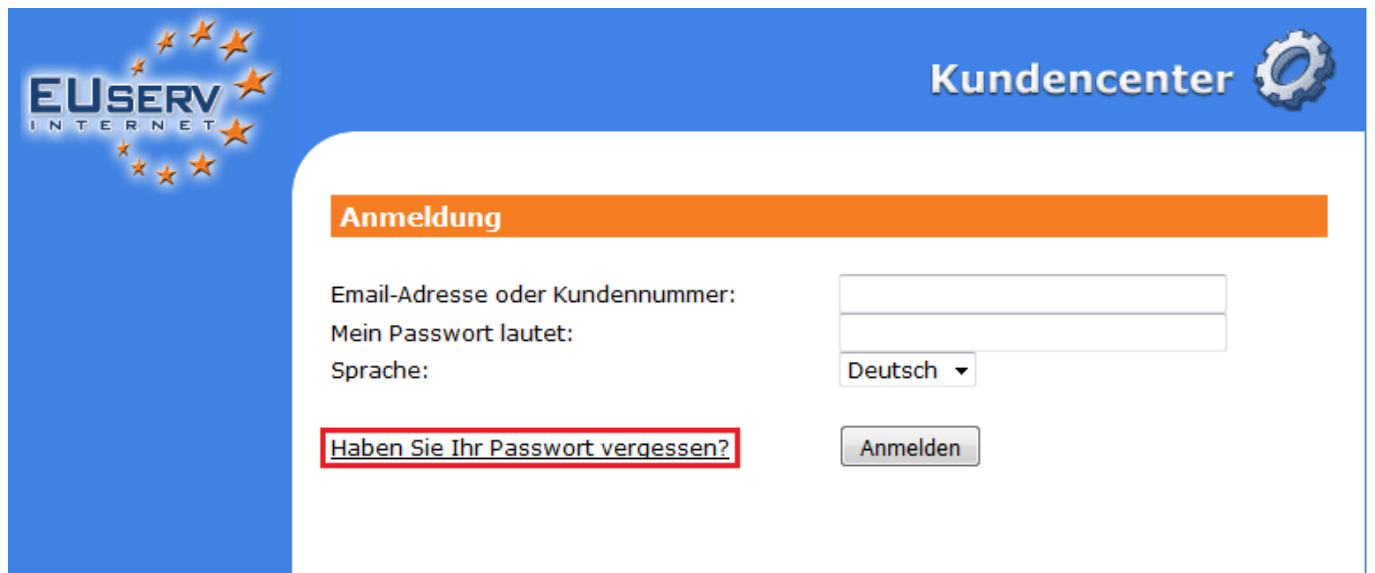 EUSERV
INTERNET
Kundencenter
Anmeldung
Email-Adresse oder Kundennummer:
Mein Passwort lautet:
Sprache: Deutsch
Haben Sie Ihr Passwort vergessen? Anmelden